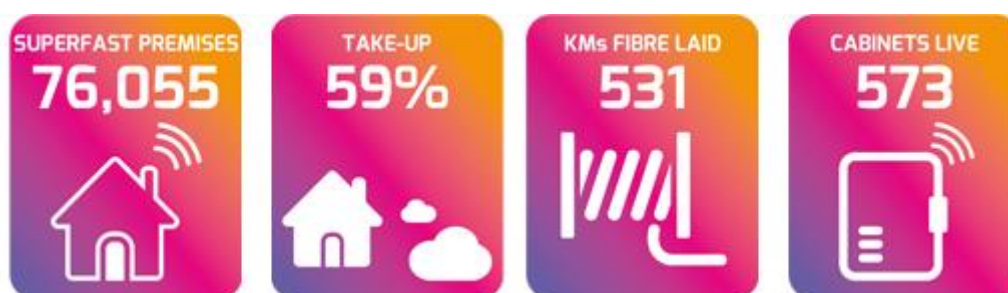 SUPERFAST PREMISES
76,055
TAKE-UP
59%
KMs FIBRE LAID
531
CABINETS LIVE
573